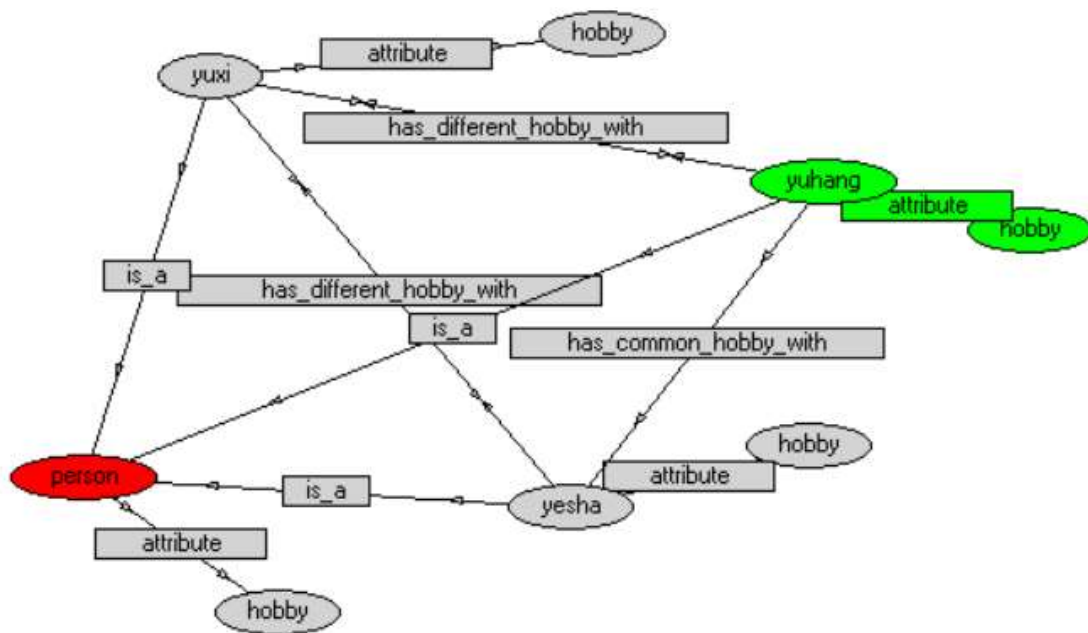 hobby
attribute
yuxi
has_different_hobby_with
yuhang
attribute
hobby
is_a
has_different_hobby_with
is_a
has_common_hobby_with
hobby
person
attribute
is_a
yesha
attribute
hobby